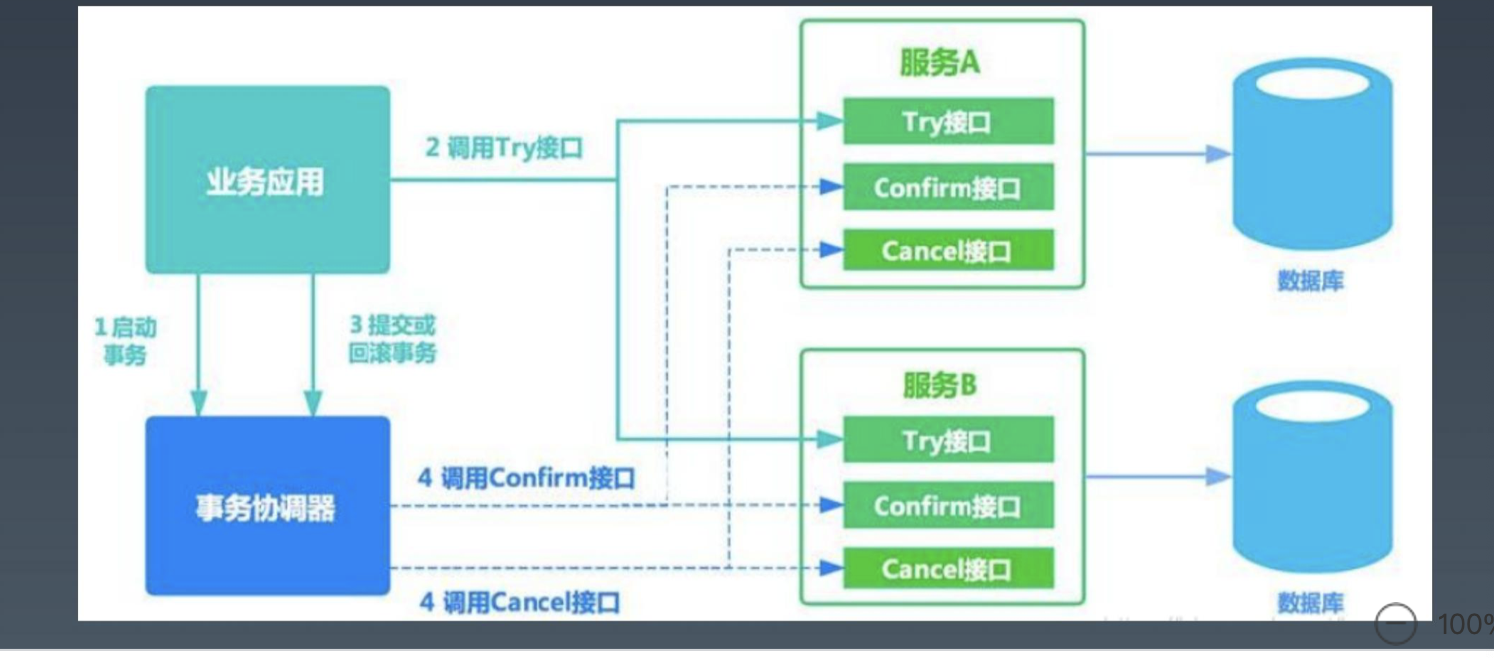 服务A
Try接口
2 调用Try接口
业务应用
Confirm接口
Cancel接口
数据库
1 启动
事务
3 提交或
回滚事务
服务B
Try接口
4 调用Confirm接口
事务协调器
Confirm接口
Cancel接口
4 调用Cancel接口
数据库
100%